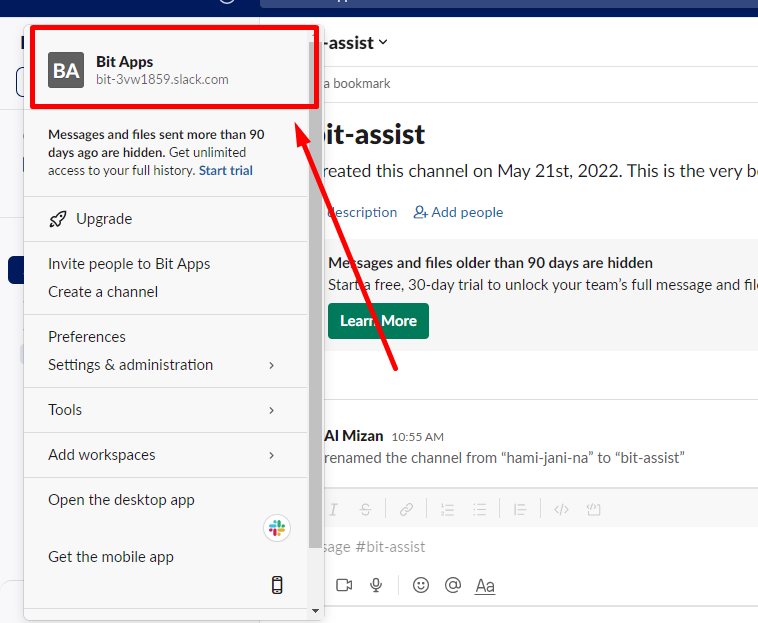 BA
Bit Apps
bit-3vw1859.slack.com
Messages and files sent more than 90
days ago are hidden. Get unlimited
access to your full history. Start trial
Upgrade
Invite people to Bit Apps
Create a channel
Preferences
Settings & administration
Tools
Add workspaces
Open the desktop app
Get the mobile app
-assist
a bookmark
bit-assist
reated this channel on May 21st, 2022. This is the very b
description
Add people
Messages and files older than 90 days are hidden
Start a free, 30-day trial to unlock your team's full message and fil
Learn More
Al Mizan 10:55 AM
renamed the channel from “hami-jani-na” to “bit-assist”
sage #bit-assist
Aa